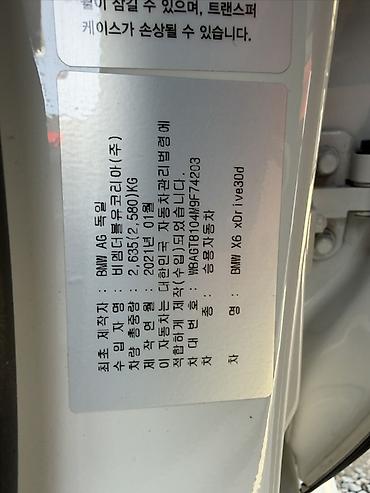 물이 잠길 수 있으며, 트랜스퍼
케이스가 손상될 수 있습니다.
최초 제작자 : BMW AG 독일
수 입 자 명 : 비엠더블유코리아(주)
차량 총중량 : 2,635(2,580)KG
제 작 연 월 : 2021년 01월
이 자동차는 대한민국 자동차관리법령에
적합하게 제작(수입)되었습니다.
차 대 번 호 : WBAGT8104M9F74203
차 종 : 승용자동차
차 명 : BMW X6 xDrive30d